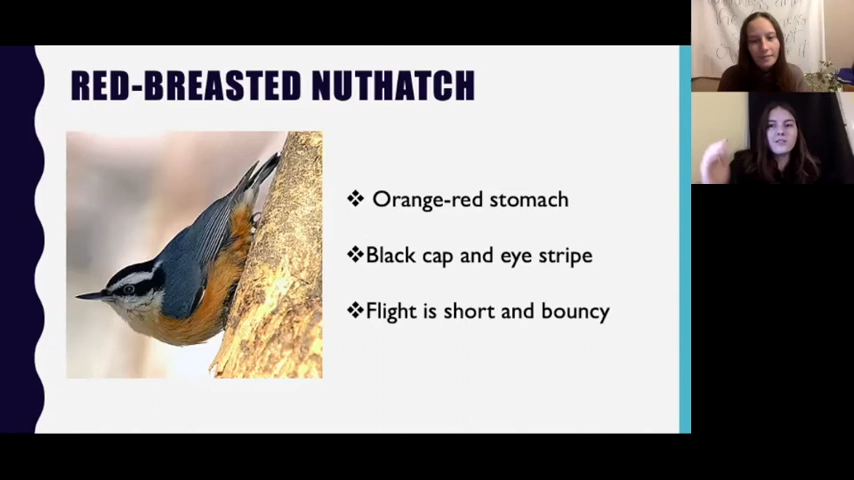 RED-BREASTED NUTHATCH
❖ Orange-red stomach
❖Black cap and eye stripe
❖Flight is short and bouncy